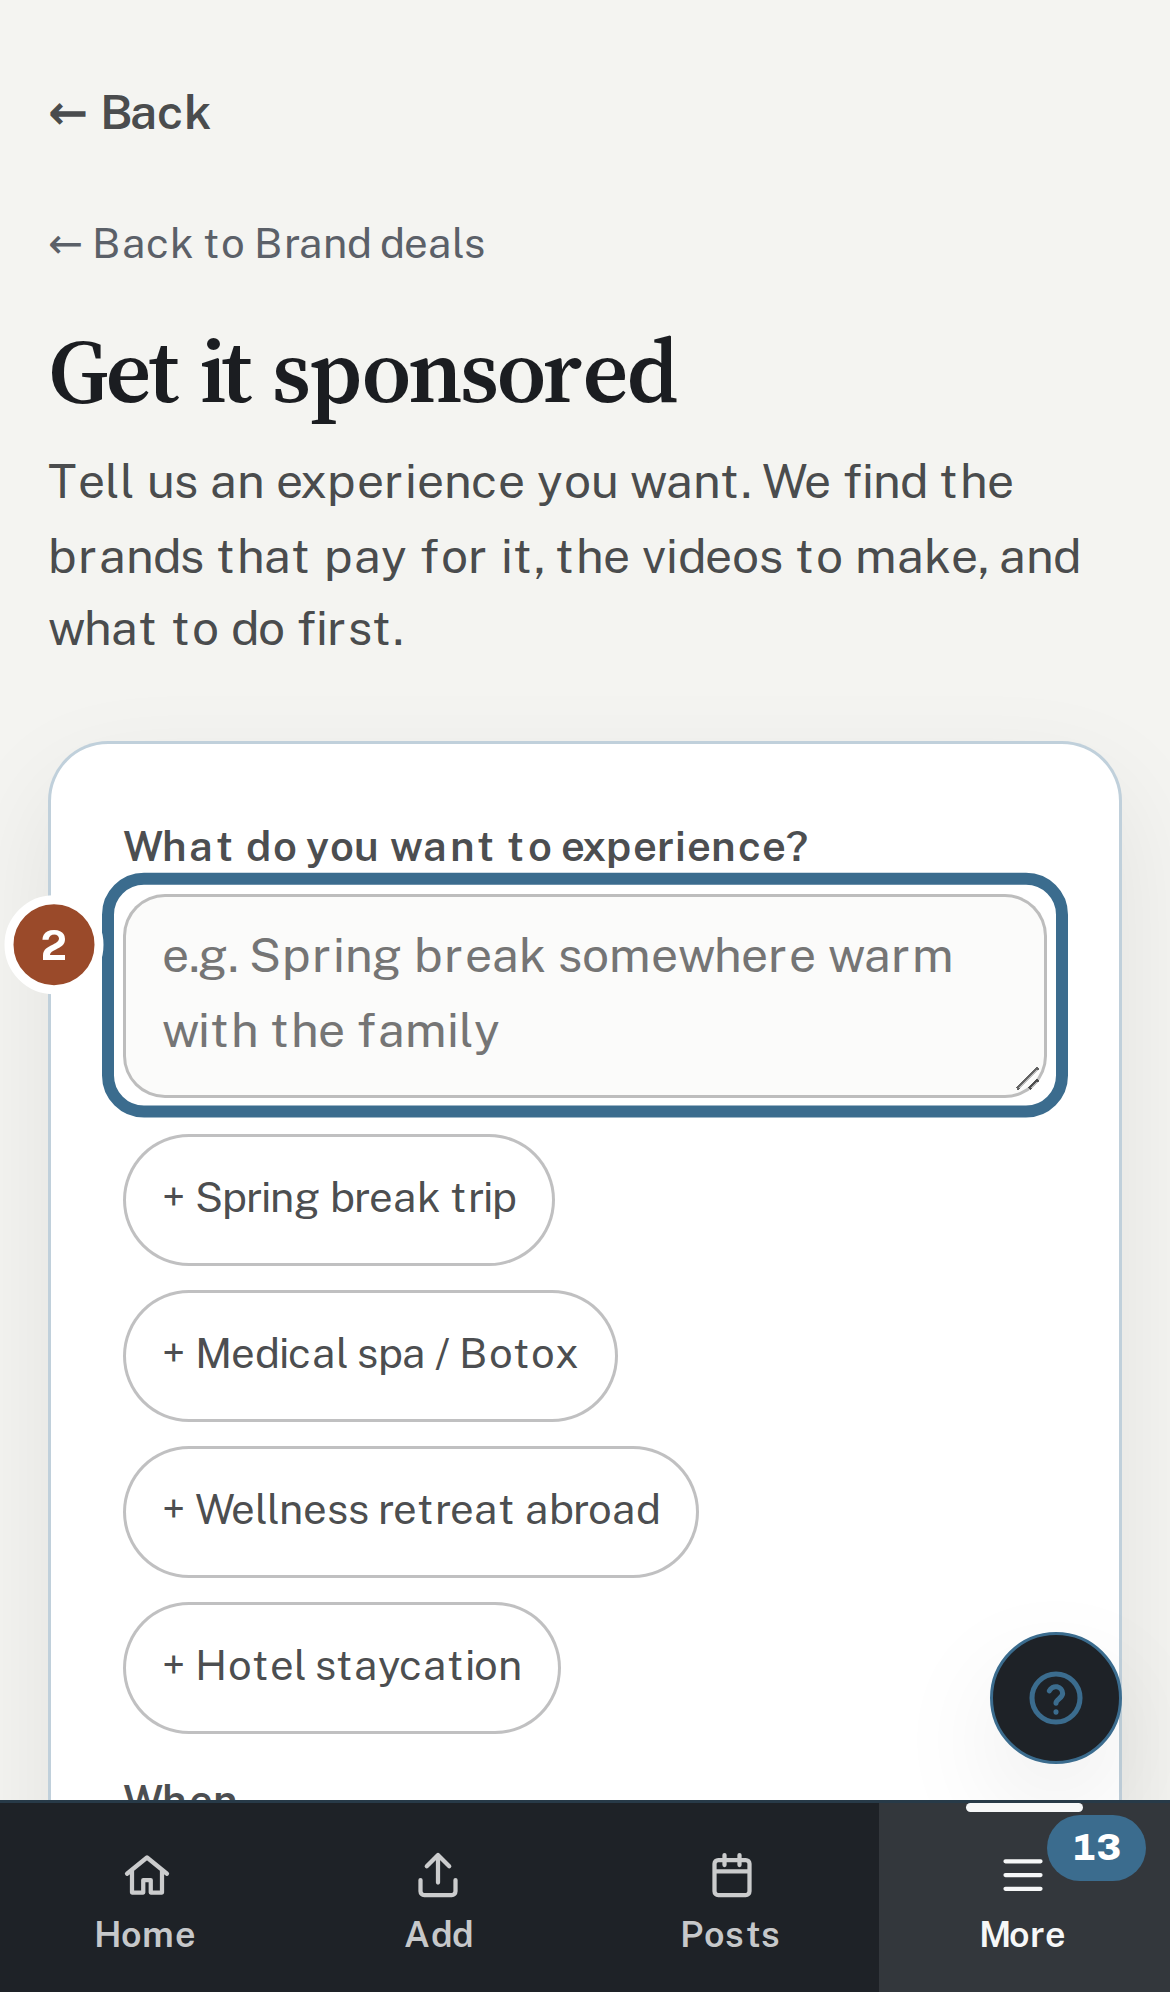 ← Back
← Back to Brand deals
Get it sponsored
Tell us an experience you want. We find the
brands that pay for it, the videos to make, and
what to do first.
What do you want to experience?
2
e.g. Spring break somewhere warm
with the family
+ Spring break trip
+ Medical spa / Botox
+ Wellness retreat abroad
+ Hotel staycation
When
13
Home
Add
Posts
More